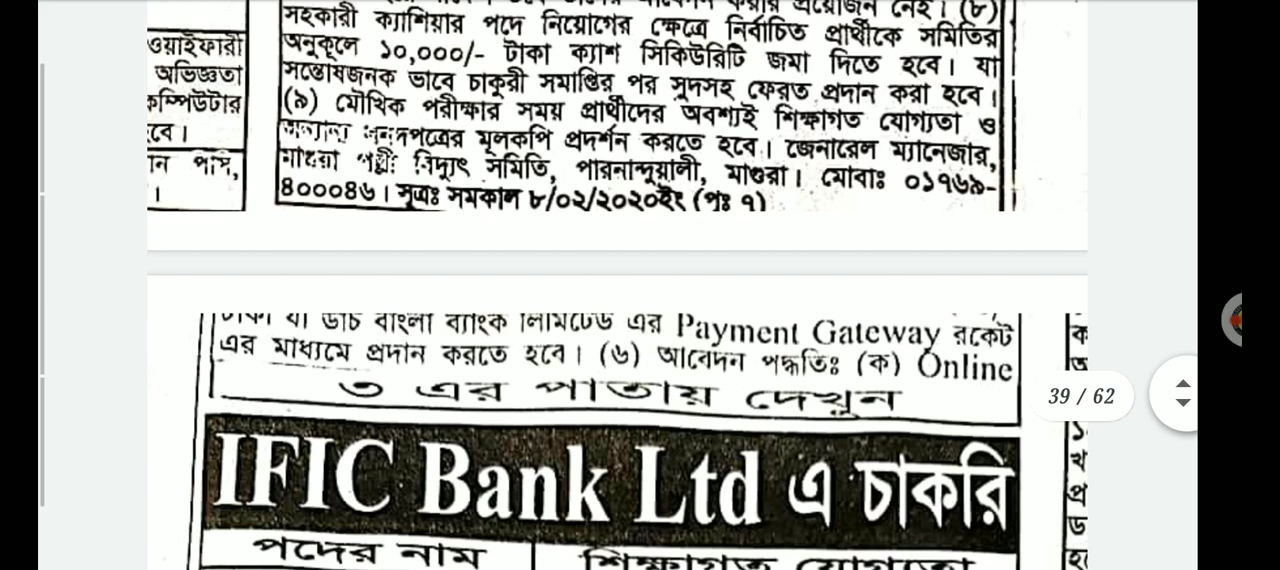 সহকারী ক্যাশিয়ার পদে নিয়োগের ক্ষেত্রে নির্বাচিত প্রার্থীকে সমিতির
অনুকূলে ১০,০০০/- টাকা ক্যাশ সিকিউরিটি জমা দিতে হবে। যা
সন্তোষজনক ভাবে চাকুরী সমাপ্তির পর সুদসহ ফেরত প্রদান করা হবে।
(৯) মৌখিক পরীক্ষার সময় প্রার্থীদের অবশ্যই শিক্ষাগত যোগ্যতা ও
মূলকপি প্রদর্শন করতে হবে। জেনারেল ম্যানেজার,
বিদ্যুৎ সমিতি, পারনান্দুয়ালী, মাগুরা। মোবাঃ ০১৭৬৯-
৪০০০৪৬। সূত্রঃ সমকাল ৮/০২/২০২০ইং (পৃঃ ৭)
ওয়াইফারী
অভিজ্ঞতা
কম্পিউটার
বাংলা ব্যাংক লিমিটেড এর Payment Gateway রকেট
এর মাধ্যমে প্রদান করতে হবে। (৬) আবেদন পদ্ধতিঃ (ক) Online
৩ এর পাতায় দেখুন
39 / 62
IFIC Bank Ltd এ চাকরি
পদের নাম
শিক্ষাগত যোগ্যতা